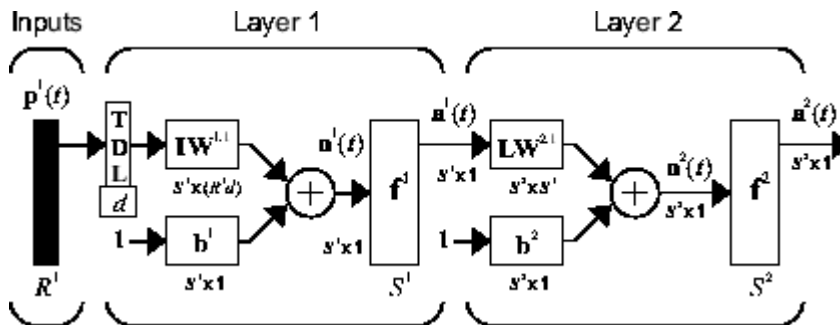 Inputs Layer 1 Layer 2
p¹(t) a¹(t) a²(t)
T
D
L
d
IW¹,¹ n¹(t) f¹ LW²,¹ n²(t) f²
S¹x(R¹d) S¹x1 S²xS¹ S²x1 S²x1
1 b¹ S¹x1 1 b²
R¹ S¹x1 S¹ S²x1 S²